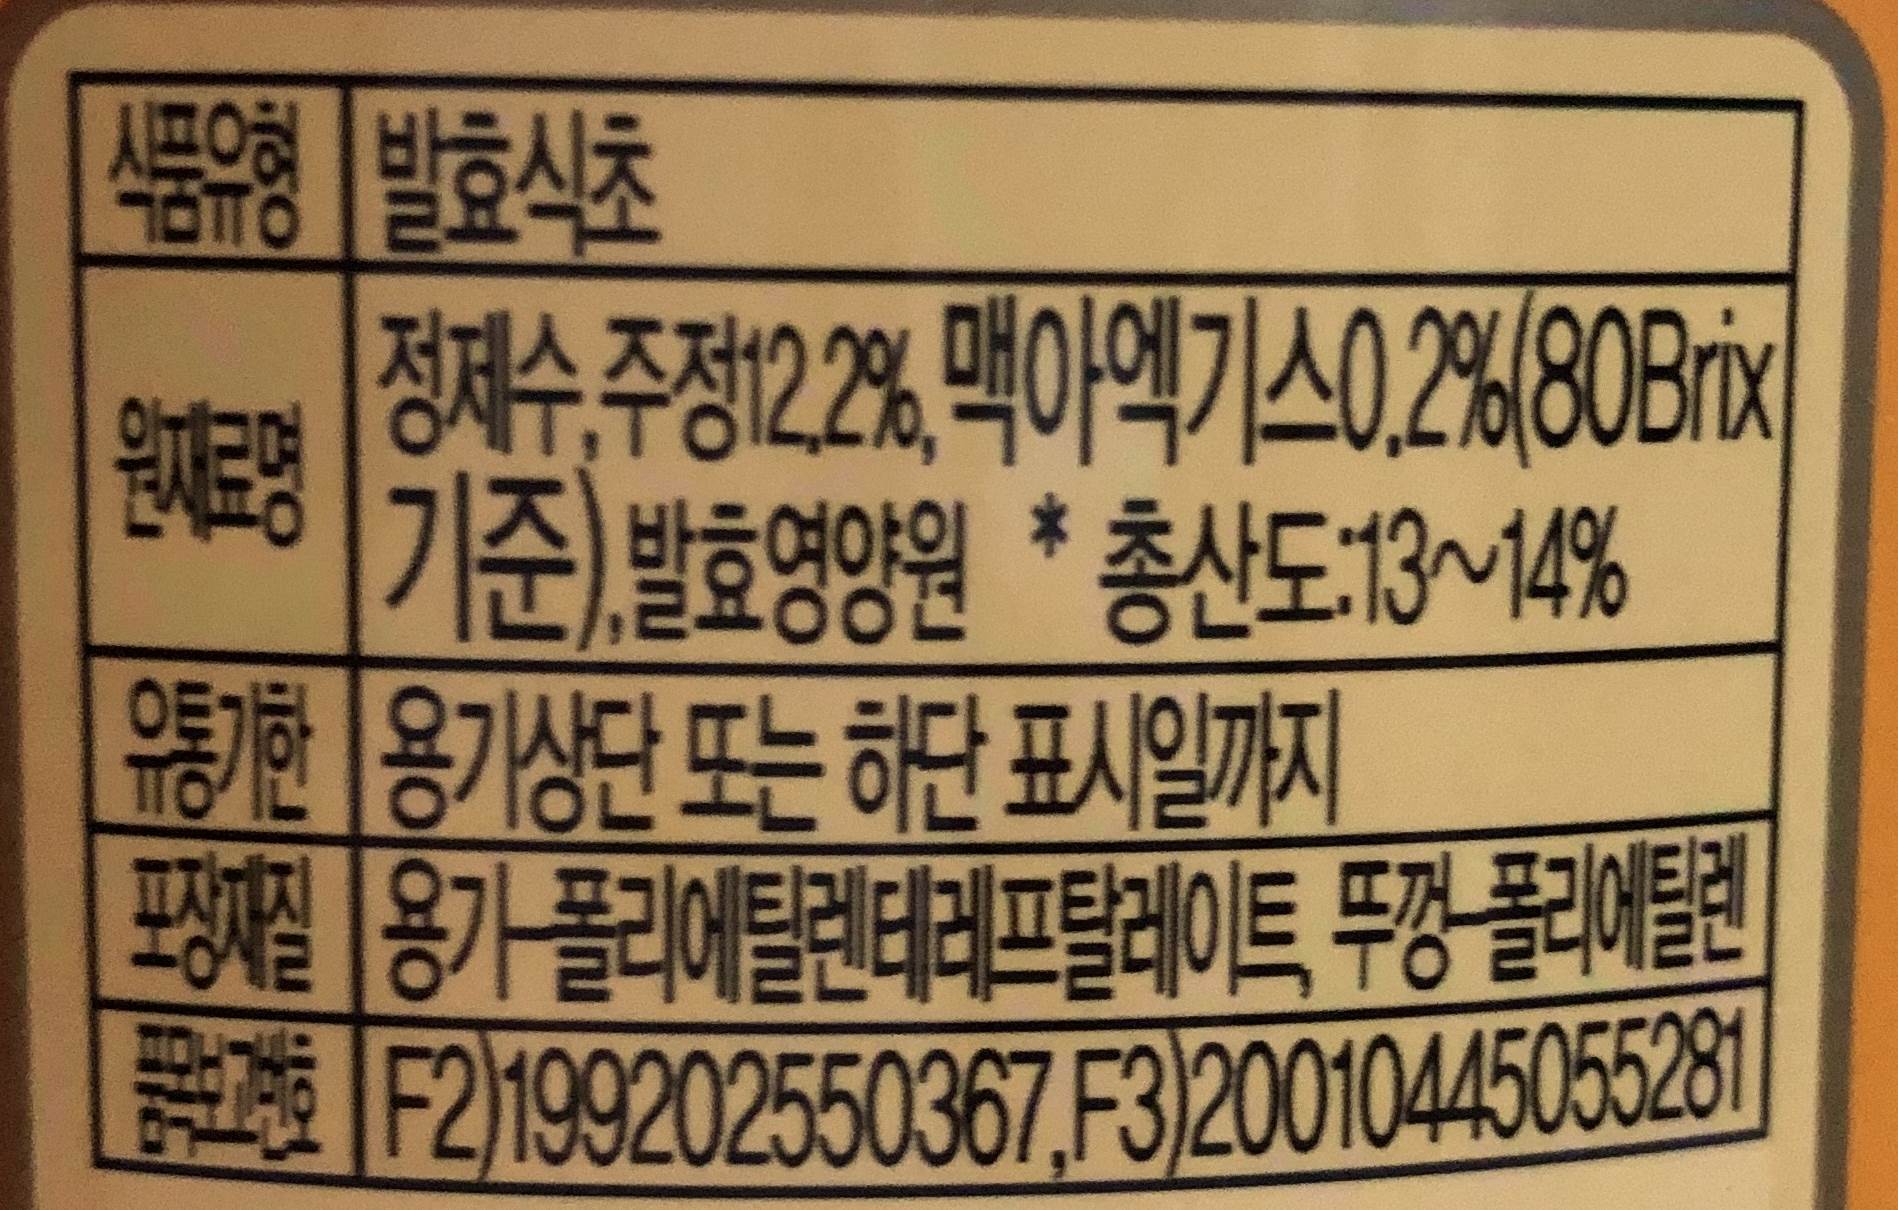 식품유형 발효식초
정제수,주정12.2%, 맥아엑기스0.2%(80Brix
원재료명
기준),발효영양원 * 총산도:13~14%
유통기한 용기상단 또는 하단 표시일까지
포장재질 용기-폴리에틸렌테레프탈레이트, 뚜껑-폴리에틸렌
품목보고번호 F2)199202550367,F3)20010445055281